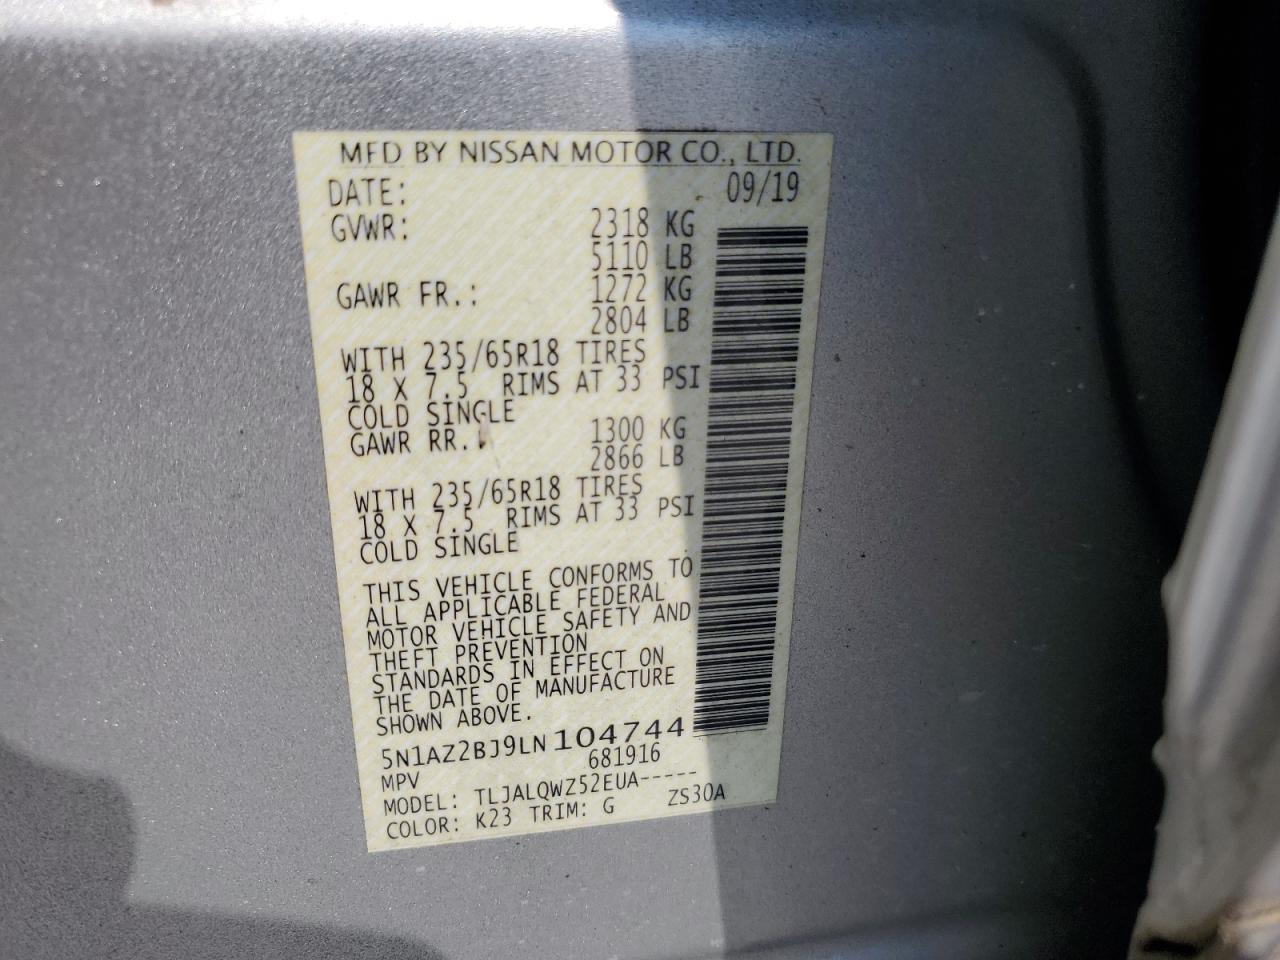 MFD BY NISSAN MOTOR CO., LTD.
DATE: 09/19
GVWR: 2318 KG
5110 LB
GAWR FR.: 1272 KG
2804 LB
WITH 235/65R18 TIRES
18 X 7.5 RIMS AT 33 PSI
COLD SINGLE
GAWR RR.: 1300 KG
2866 LB
WITH 235/65R18 TIRES
18 X 7.5 RIMS AT 33 PSI
COLD SINGLE
THIS VEHICLE CONFORMS TO
ALL APPLICABLE FEDERAL
MOTOR VEHICLE SAFETY AND
THEFT PREVENTION
STANDARDS IN EFFECT ON
THE DATE OF MANUFACTURE
SHOWN ABOVE.
5N1AZ2BJ9LN104744
MPV 681916
MODEL: TLJALQWZ52EUA-----
COLOR: K23 TRIM: G ZS30A